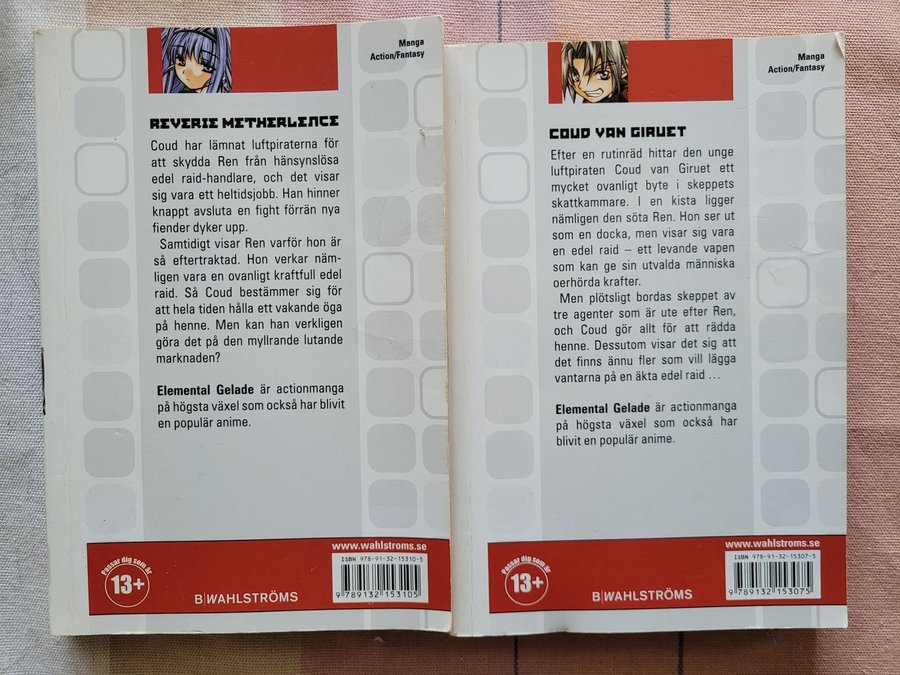 Manga
Action/Fantasy
REVERIE METHERLENCE
Coud har lämnat luftpiraterna för
att skydda Ren från hänsynslösa
edel raid-handlare, och det visar
sig vara ett heltidsjobb. Han hinner
knappt avsluta en fight förrän nya
fiender dyker upp.
Samtidigt visar Ren varför hon är
så eftertraktad. Hon verkar näm-
ligen vara en ovanligt kraftfull edel
raid. Så Coud bestämmer sig för
att hela tiden hålla ett vakande öga
på henne. Men kan han verkligen
göra det på den myllrande lutande
marknaden?
Elemental Gelade är actionmanga
på högsta växel som också har blivit
en populär anime.
www.wahlstroms.se
ISBN 978-91-32-15310-5
9 789132 153105
Passar dig som är
13+
B WAHLSTRÖMS
Manga
Action/Fantasy
COUD VAN GIRUET
Efter en rutinräd hittar den unge
luftpiraten Coud van Giruet ett
mycket ovanligt byte i skeppets
skattkammare. I en kista ligger
nämligen den söta Ren. Hon ser ut
som en docka, men visar sig vara
en edel raid – ett levande vapen
som kan ge sin utvalda människa
oerhörda krafter.
Men plötsligt bordas skeppet av
tre agenter som är ute efter Ren,
och Coud gör allt för att rädda
henne. Dessutom visar det sig att
det finns ännu fler som vill lägga
vantarna på en äkta edel raid ...
Elemental Gelade är actionmanga
på högsta växel som också har
blivit en populär anime.
www.wahlstroms.se
ISBN 978-91-32-15307-5
9 789132 153075
Passar dig som är
13+
B WAHLSTRÖMS